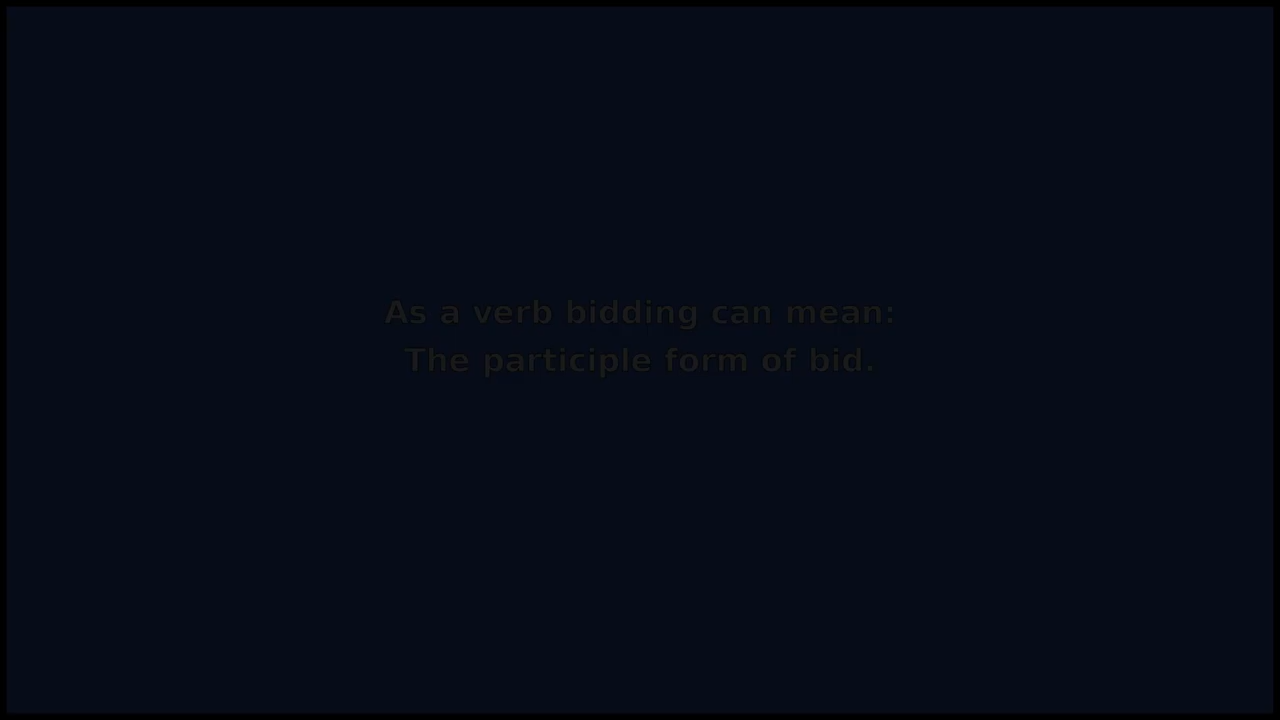 As a verb bidding can mean:
The participle form of bid.